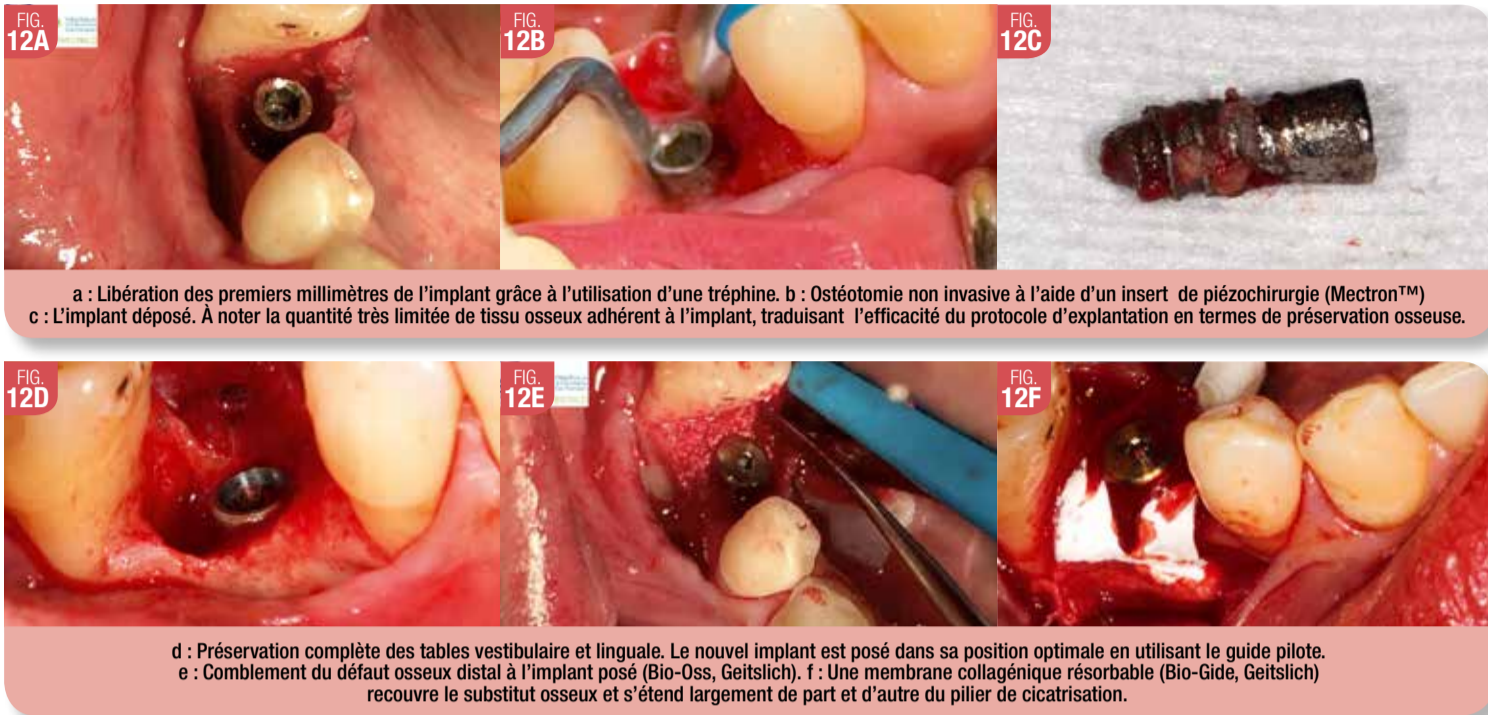 FIG.
12A
FIG.
12B
FIG.
12C
a : Libération des premiers millimètres de l’implant grâce à l’utilisation d’une tréphine. b : Ostéotomie non invasive à l’aide d’un insert de piézochirurgie (Mectron™)
c : L’implant déposé. À noter la quantité très limitée de tissu osseux adhérent à l’implant, traduisant l’efficacité du protocole d’explantation en termes de préservation osseuse.
FIG.
12D
FIG.
12E
FIG.
12F
d : Préservation complète des tables vestibulaire et linguale. Le nouvel implant est posé dans sa position optimale en utilisant le guide pilote.
e : Comblement du défaut osseux distal à l’implant posé (Bio-Oss, Geitslich). f : Une membrane collagénique résorbable (Bio-Gide, Geitslich)
recouvre le substitut osseux et s’étend largement de part et d’autre du pilier de cicatrisation.